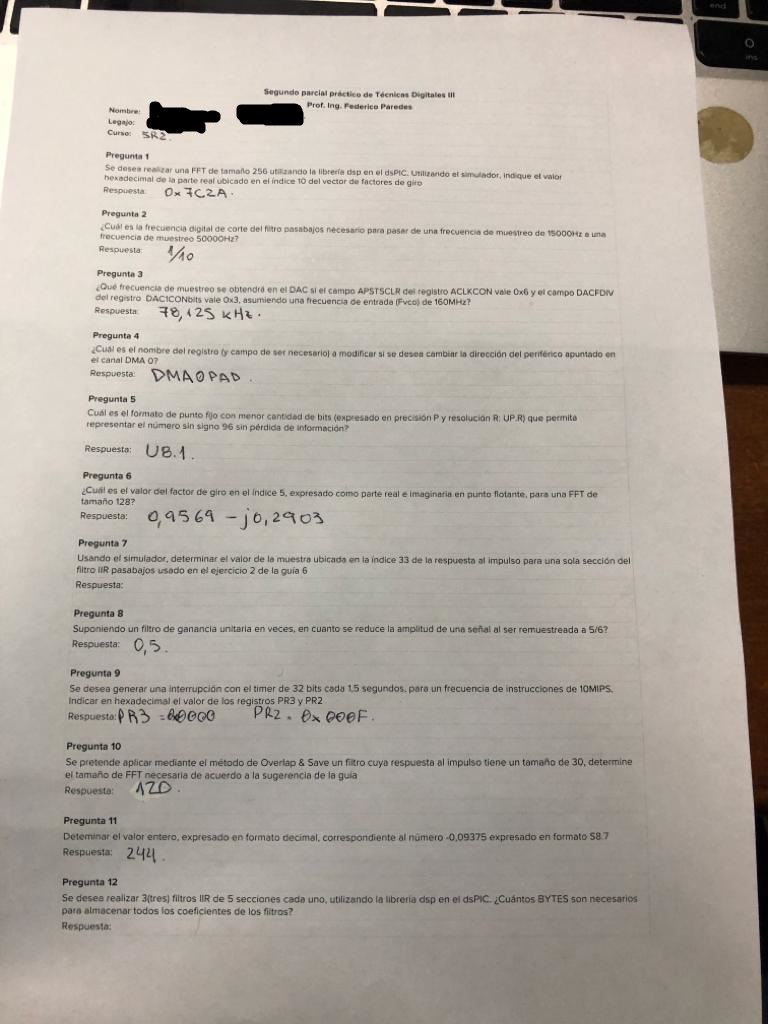 end
ins
Segundo parcial práctico de Técnicas Digitales III
Prof. Ing. Federico Paredes
Nombre:
Legajo:
Curso: 5R2.
Pregunta 1
Se desea realizar una FFT de tamaño 256 utilizando la librería dsp en el dsPIC. Utilizando el simulador, indique el valor
hexadecimal de la parte real ubicado en el índice 10 del vector de factores de giro
Respuesta: 0x7C2A.
Pregunta 2
¿Cuál es la frecuencia digital de corte del filtro pasabajos necesario para pasar de una frecuencia de muestreo de 15000Hz a una
frecuencia de muestreo 50000Hz?
Respuesta: 1/10
Pregunta 3
¿Qué frecuencia de muestreo se obtendrá en el DAC si el campo APSTSCLR del registro ACLKCON vale 0x6 y el campo DACFDIV
del registro DAC1CONbits vale 0x3, asumiendo una frecuencia de entrada (Fvco) de 160MHz?
Respuesta: 78,125 kHz.
Pregunta 4
¿Cuál es el nombre del registro (y campo de ser necesario) a modificar si se desea cambiar la dirección del periférico apuntado en
el canal DMA 0?
Respuesta: DMA0PAD.
Pregunta 5
Cuál es el formato de punto fijo con menor cantidad de bits (expresado en precisión P y resolución R: UP.R) que permita
representar el número sin signo 96 sin pérdida de información?
Respuesta: U8.1.
Pregunta 6
¿Cuál es el valor del factor de giro en el índice 5, expresado como parte real e imaginaria en punto flotante, para una FFT de
tamaño 128?
Respuesta: 0,9569 - j0,2903
Pregunta 7
Usando el simulador, determinar el valor de la muestra ubicada en la índice 33 de la respuesta al impulso para una sola sección del
filtro IIR pasabajos usado en el ejercicio 2 de la guía 6
Respuesta:
Pregunta 8
Suponiendo un filtro de ganancia unitaria en veces, en cuanto se reduce la amplitud de una señal al ser remuestreada a 5/6?
Respuesta: 0,5.
Pregunta 9
Se desea generar una interrupción con el timer de 32 bits cada 1,5 segundos, para un frecuencia de instrucciones de 10MIPS.
Indicar en hexadecimal el valor de los registros PR3 y PR2
Respuesta: PR3 = PR2 = 0x000F.
Pregunta 10
Se pretende aplicar mediante el método de Overlap & Save un filtro cuya respuesta al impulso tiene un tamaño de 30, determine
el tamaño de FFT necesaria de acuerdo a la sugerencia de la guía
Respuesta: 120.
Pregunta 11
Deteminar el valor entero, expresado en formato decimal, correspondiente al número -0,09375 expresado en formato S8.7
Respuesta: 244.
Pregunta 12
Se desea realizar 3(tres) filtros IIR de 5 secciones cada uno, utilizando la librería dsp en el dsPIC. ¿Cuántos BYTES son necesarios
para almacenar todos los coeficientes de los filtros?
Respuesta: